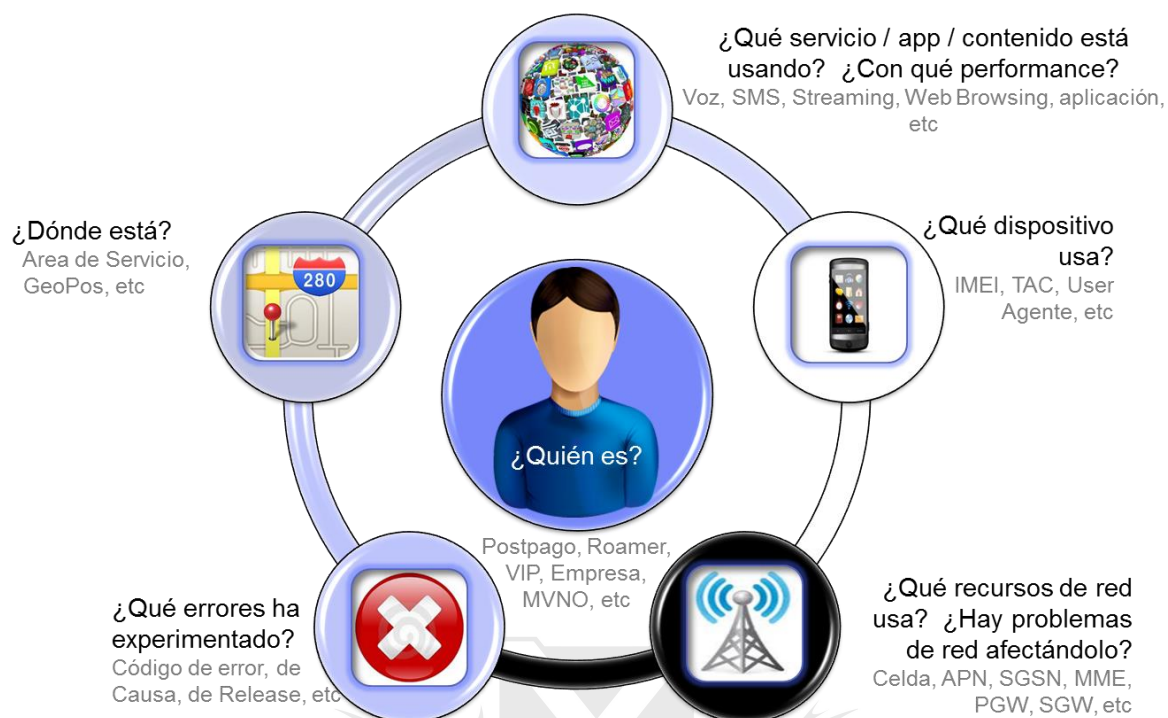 ¿Qué servicio / app / contenido está
usando? ¿Con qué performance?
Voz, SMS, Streaming, Web Browsing, aplicación,
etc
¿Dónde está?
Area de Servicio,
GeoPos, etc
280
¿Qué dispositivo
usa?
IMEI, TAC, User
Agente, etc
¿Quién es?
Postpago, Roamer,
VIP, Empresa,
MVNO, etc
¿Qué errores ha
experimentado?
Código de error, de
Causa, de Release, etc
¿Qué recursos de red
usa? ¿Hay problemas
de red afectándolo?
Celda, APN, SGSN, MME,
PGW, SGW, etc